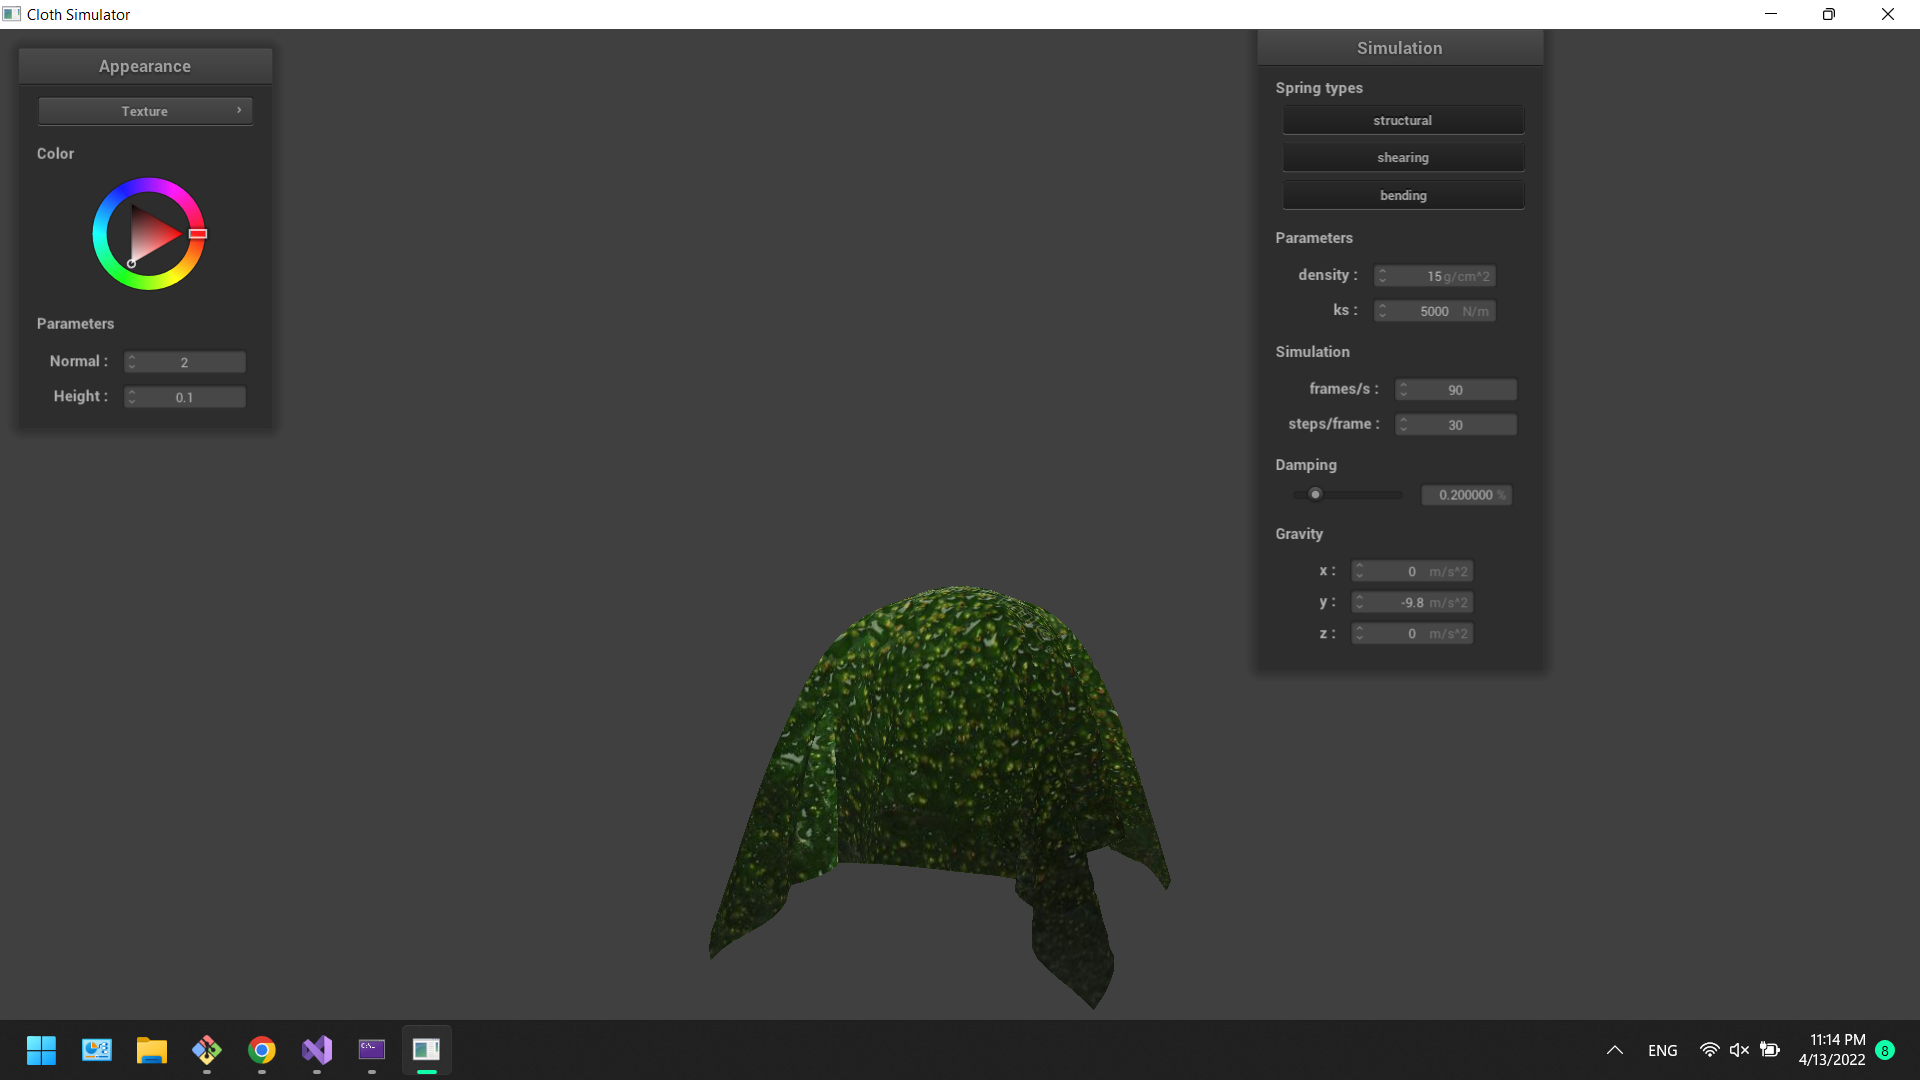 Cloth Simulator
Appearance
Texture
Color
Parameters
Normal : 2
Height : 0.1
Simulation
Spring types
structural
shearing
bending
Parameters
density : 15 g/cm^2
ks : 5000 N/m
Simulation
frames/s : 90
steps/frame : 30
Damping
0.200000 %
Gravity
x : 0 m/s^2
y : -9.8 m/s^2
z : 0 m/s^2
ENG
11:14 PM
4/13/2022
8